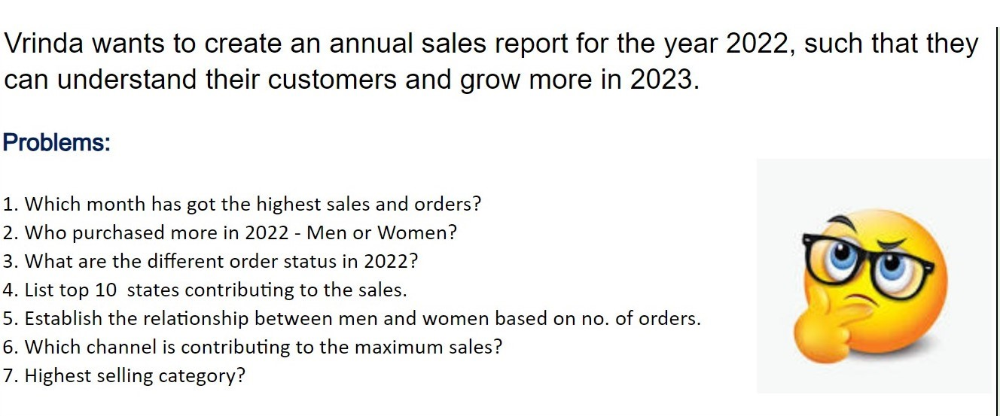 Vrinda wants to create an annual sales report for the year 2022, such that they
can understand their customers and grow more in 2023.
Problems:
1. Which month has got the highest sales and orders?
2. Who purchased more in 2022 - Men or Women?
3. What are the different order status in 2022?
4. List top 10  states contributing to the sales.
5. Establish the relationship between men and women based on no. of orders.
6. Which channel is contributing to the maximum sales?
7. Highest selling category?